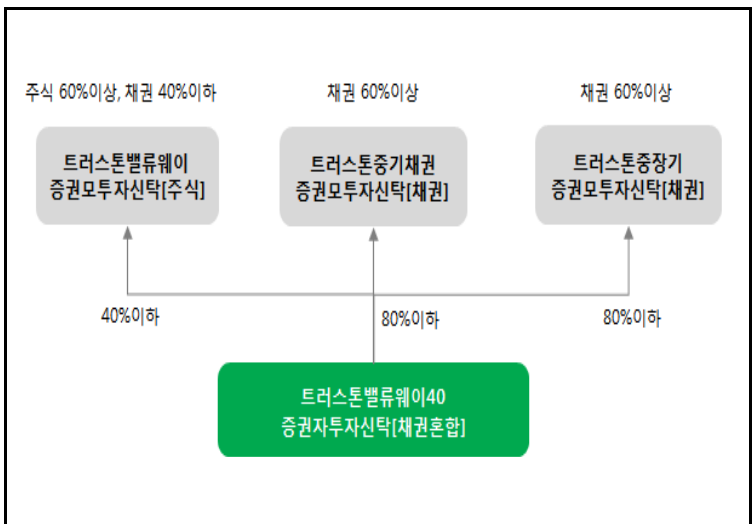 주식 60%이상, 채권 40%이하
채권 60%이상
채권 60%이상
트러스톤밸류웨이
증권모투자신탁[주식]
트러스톤중기채권
증권모투자신탁[채권]
트러스톤중장기
증권모투자신탁[채권]
40%이하
80%이하
80%이하
트러스톤밸류웨이40
증권자투자신탁[채권혼합]